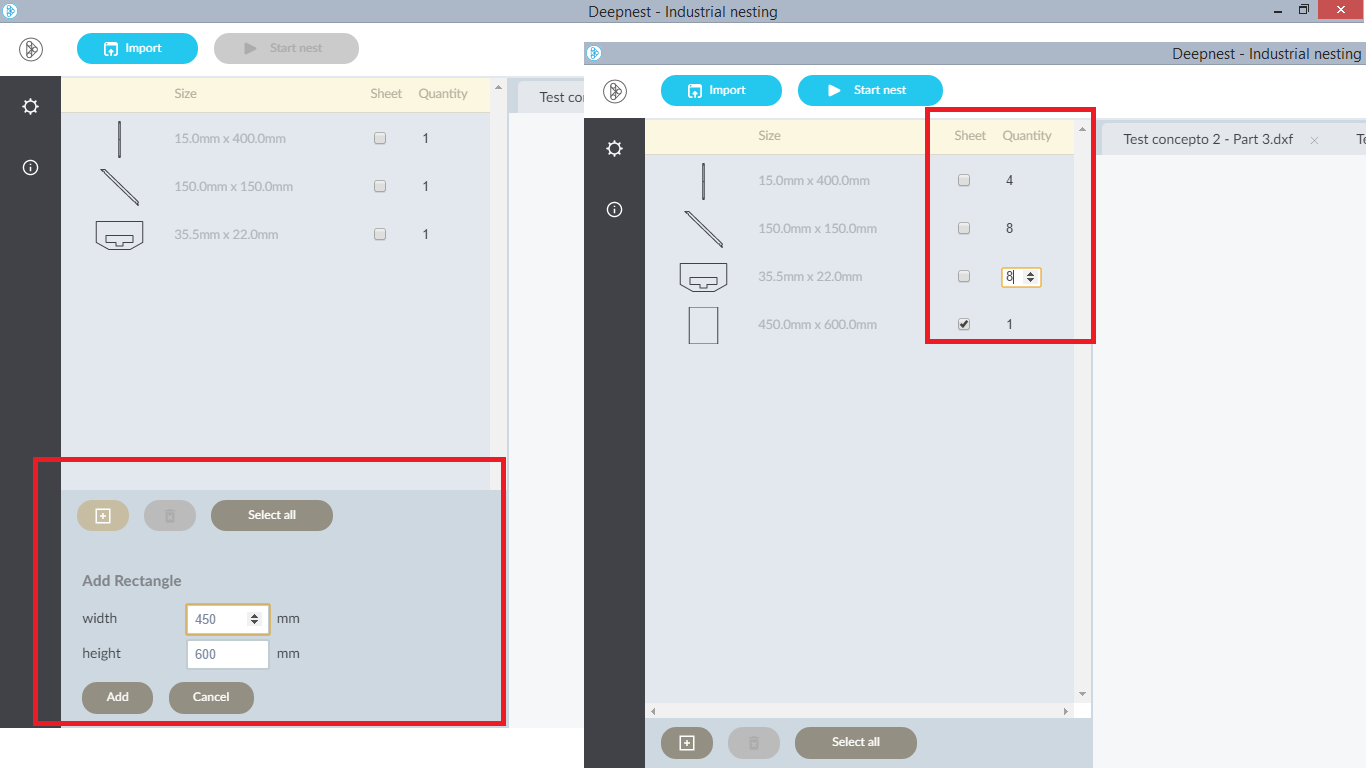 Deepnest - Industrial nesting
Import
Start nest
Size Sheet Quantity
Test con
15.0mm x 400.0mm 1
150.0mm x 150.0mm 1
35.5mm x 22.0mm 1
Select all
Add Rectangle
width 450 mm
height 600 mm
Add Cancel
Deepnest - Industrial nesting
Import
Start nest
Size Sheet Quantity
Test concepto 2 - Part 3.dxf
15.0mm x 400.0mm 4
150.0mm x 150.0mm 8
35.5mm x 22.0mm 8
450.0mm x 600.0mm 1
Select all